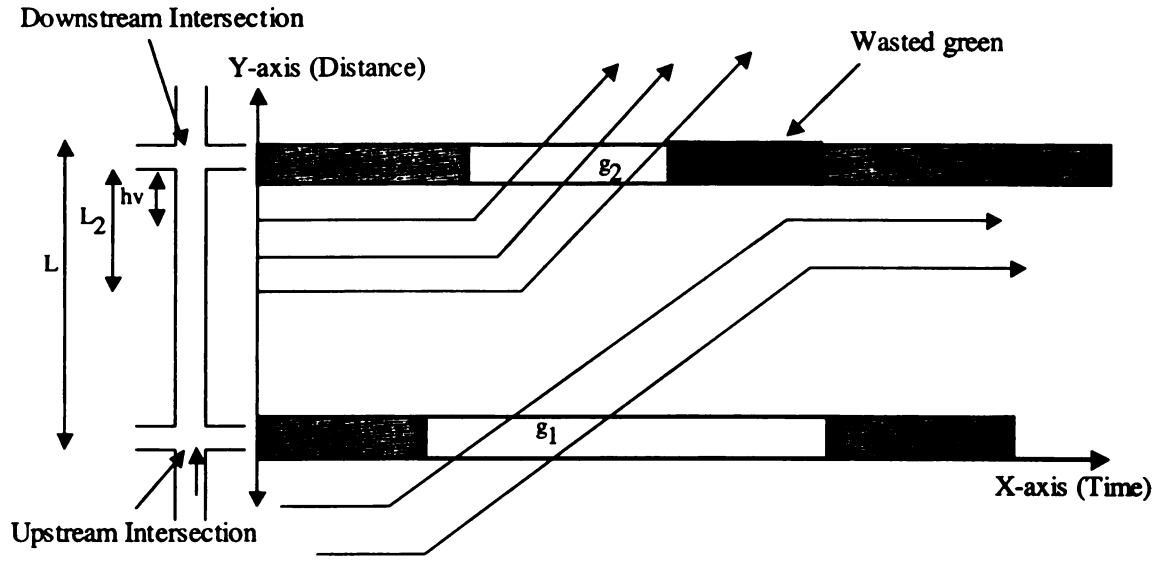 Downstream Intersection
Wasted green
Y-axis (Distance)
g2
hv
L2
L
g1
X-axis (Time)
Upstream Intersection